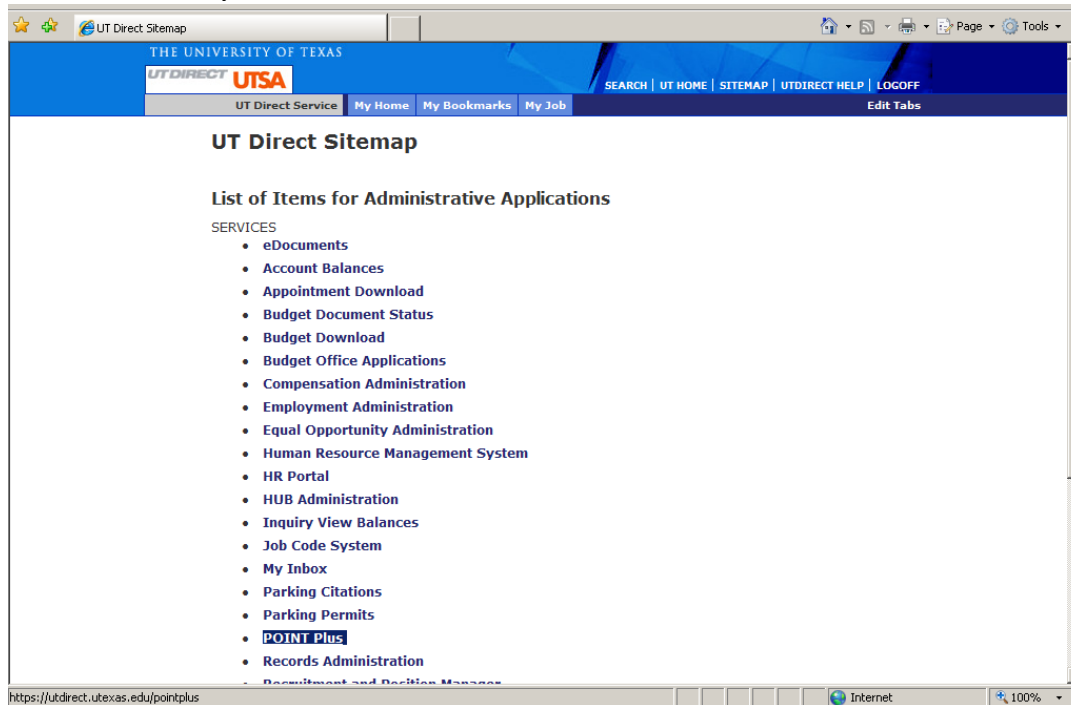 UT Direct Sitemap
Page
Tools
THE UNIVERSITY OF TEXAS
UTDIRECT UTSA
SEARCH | UT HOME | SITEMAP | UTDIRECT HELP | LOGOFF
UT Direct Service My Home My Bookmarks My Job Edit Tabs
UT Direct Sitemap
List of Items for Administrative Applications
SERVICES
eDocuments
Account Balances
Appointment Download
Budget Document Status
Budget Download
Budget Office Applications
Compensation Administration
Employment Administration
Equal Opportunity Administration
Human Resource Management System
HR Portal
HUB Administration
Inquiry View Balances
Job Code System
My Inbox
Parking Citations
Parking Permits
POINT Plus
Records Administration
Recruitment and Position Manager
https://utdirect.utexas.edu/pointplus
Internet
100%